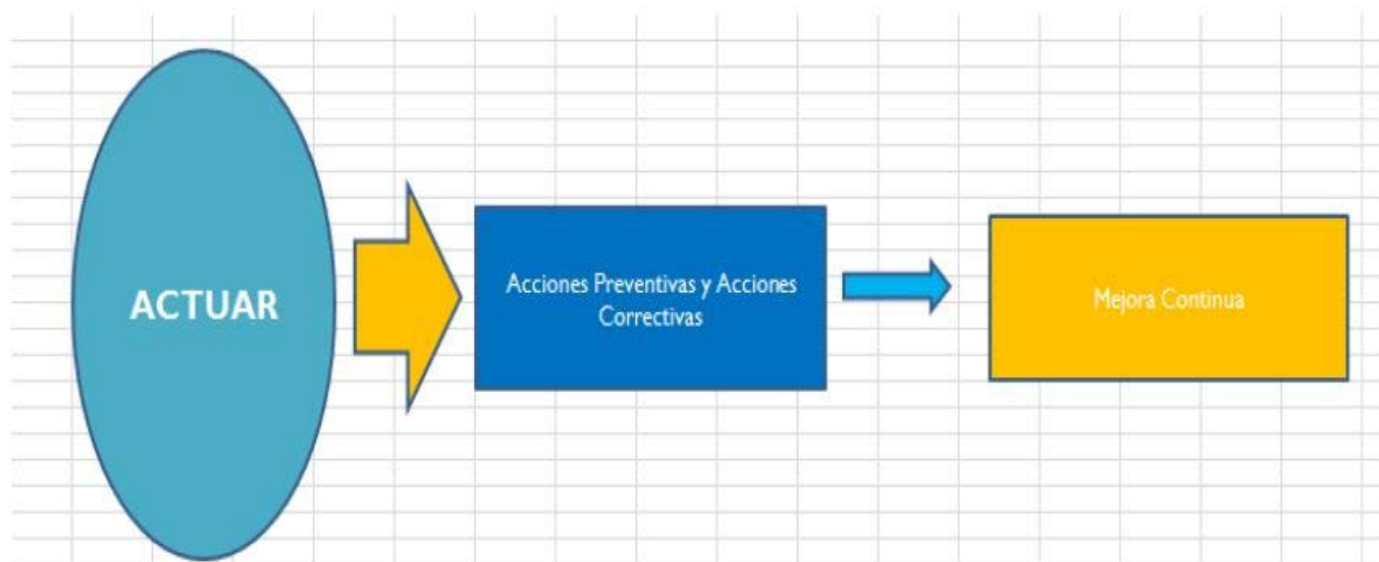 ACTUAR
Acciones Preventivas y Acciones
Correctivas
Mejora Continua